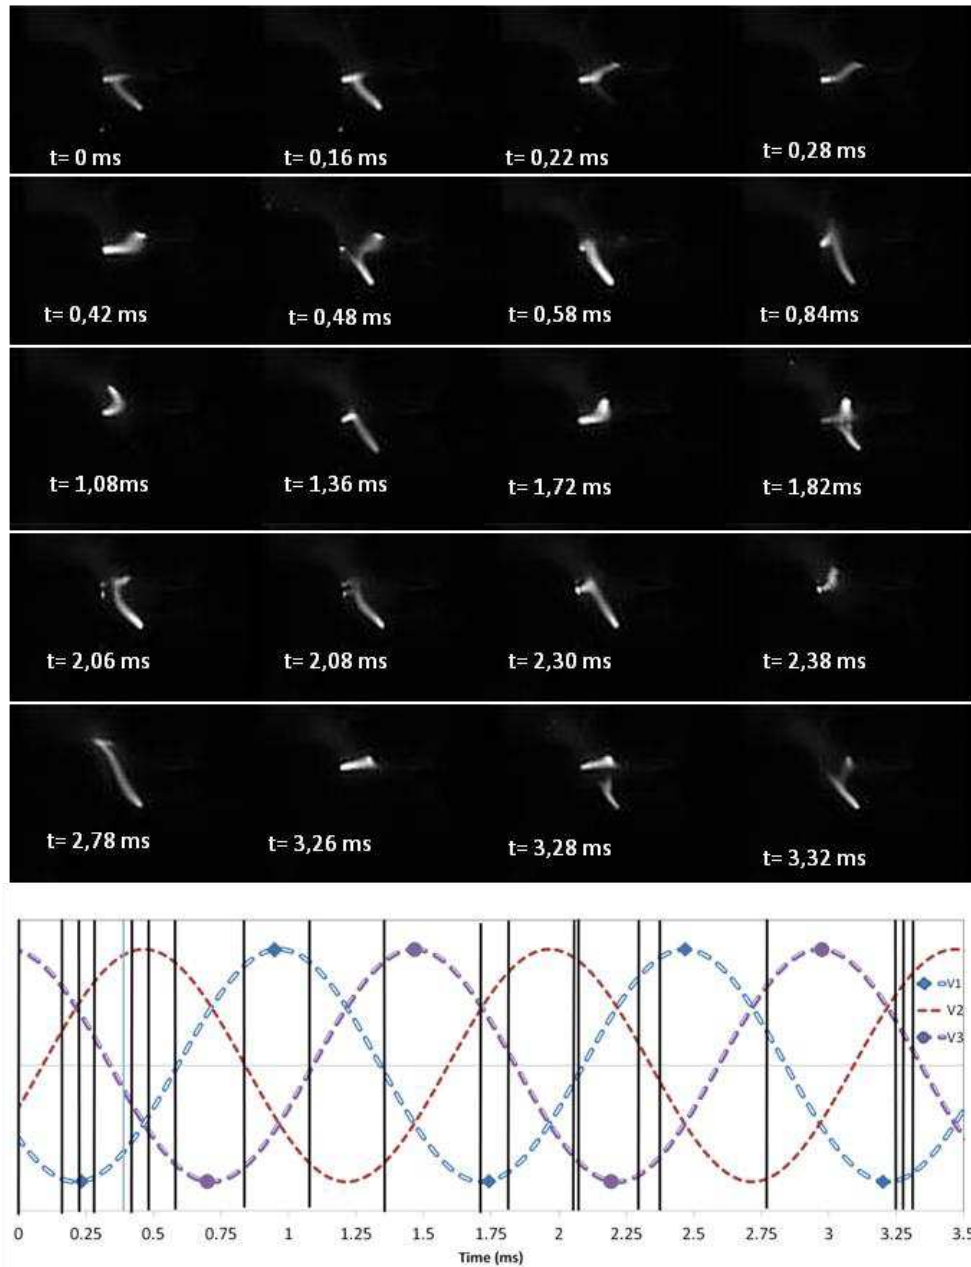 t= 0 ms t= 0,16 ms t= 0,22 ms t= 0,28 ms
t= 0,42 ms t= 0,48 ms t= 0,58 ms t= 0,84ms
t= 1,08ms t= 1,36 ms t= 1,72 ms t= 1,82ms
t= 2,06 ms t= 2,08 ms t= 2,30 ms t= 2,38 ms
t= 2,78 ms t= 3,26 ms t= 3,28 ms t= 3,32 ms
V1
V2
V3
0 0.25 0.5 0.75 1 1.25 1.5 1.75 2 2.25 2.5 2.75 3 3.25 3.5
Time (ms)